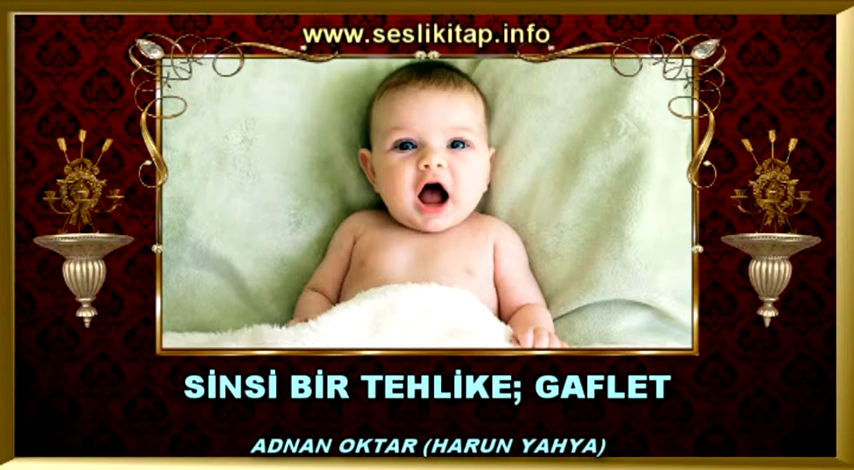 www.seslikitap.info
SİNSİ BİR TEHLİKE; GAFLET
ADNAN OKTAR (HARUN YAHYA)